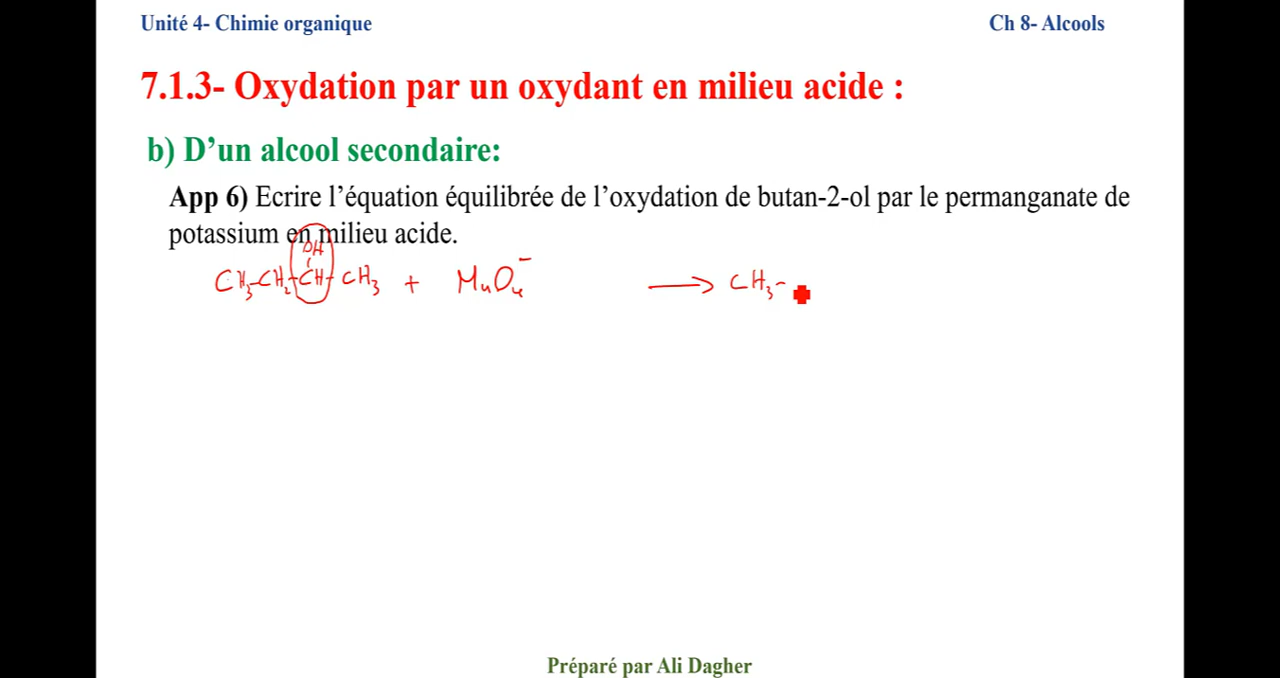 Unité 4- Chimie organique Ch 8- Alcools
7.1.3- Oxydation par un oxydant en milieu acide :
b) D’un alcool secondaire:
App 6) Ecrire l’équation équilibrée de l’oxydation de butan-2-ol par le permanganate de
potassium en milieu acide.
OH
CH₃-CH₂-CH-CH₃ + MnO₄⁻ → CH₃-
Préparé par Ali Dagher